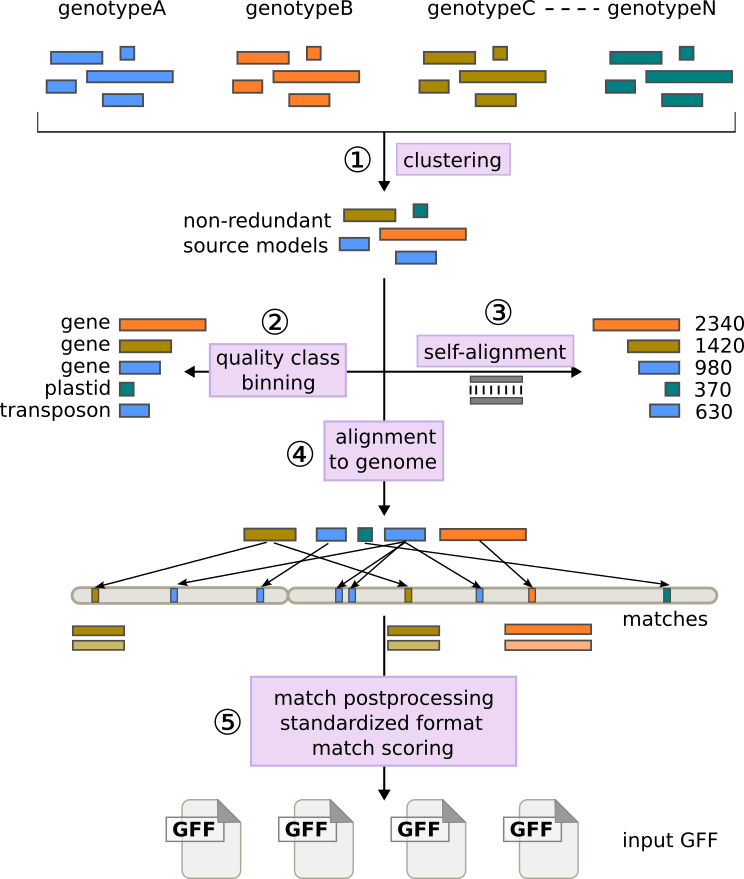 genotypeA genotypeB genotypeC ---- genotypeN
① clustering
non-redundant
source models
② ③
gene 2340
gene 1420
quality class
binning
self-alignment
gene 980
plastid 370
transposon 630
④ alignment
to genome
matches
⑤ match postprocessing
standardized format
match scoring
GFF GFF GFF GFF
input GFF